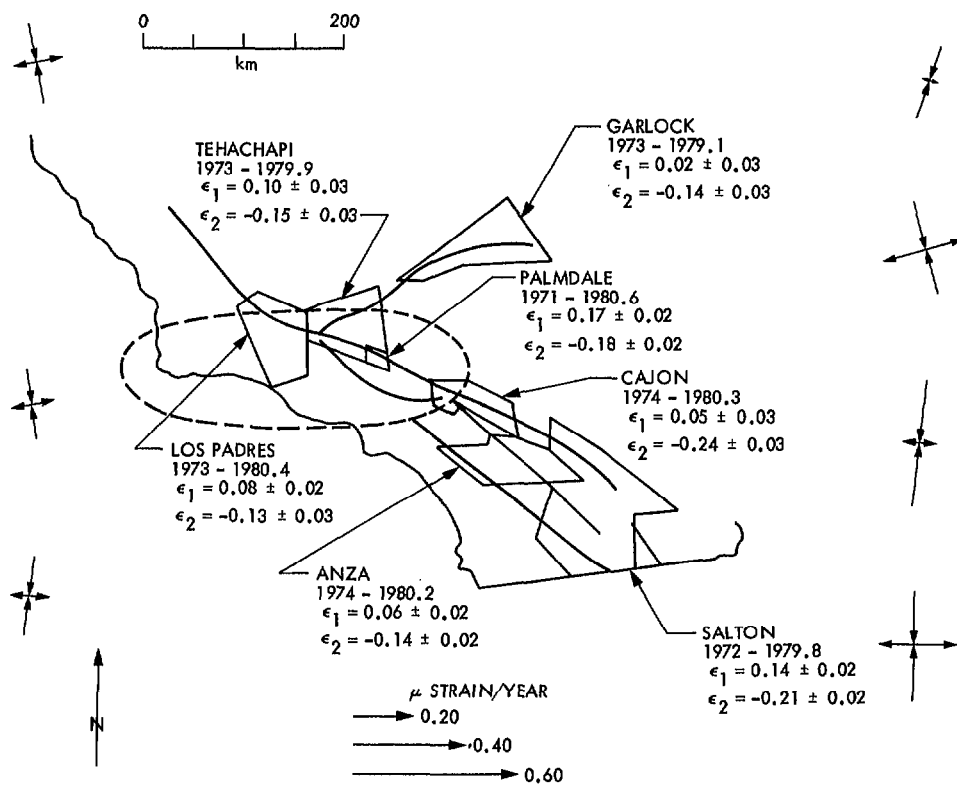 0 200
km
TEHACHAPI
1973 - 1979.9
ϵ1 = 0.10 ± 0.03
ϵ2 = -0.15 ± 0.03
GARLOCK
1973 - 1979.1
ϵ1 = 0.02 ± 0.03
ϵ2 = -0.14 ± 0.03
PALMDALE
1971 - 1980.6
ϵ1 = 0.17 ± 0.02
ϵ2 = -0.18 ± 0.02
CAJON
1974 - 1980.3
ϵ1 = 0.05 ± 0.03
ϵ2 = -0.24 ± 0.03
LOS PADRES
1973 - 1980.4
ϵ1 = 0.08 ± 0.02
ϵ2 = -0.13 ± 0.03
ANZA
1974 - 1980.2
ϵ1 = 0.06 ± 0.02
ϵ2 = -0.14 ± 0.02
SALTON
1972 - 1979.8
ϵ1 = 0.14 ± 0.02
ϵ2 = -0.21 ± 0.02
N
μ STRAIN/YEAR
0.20
0.40
0.60